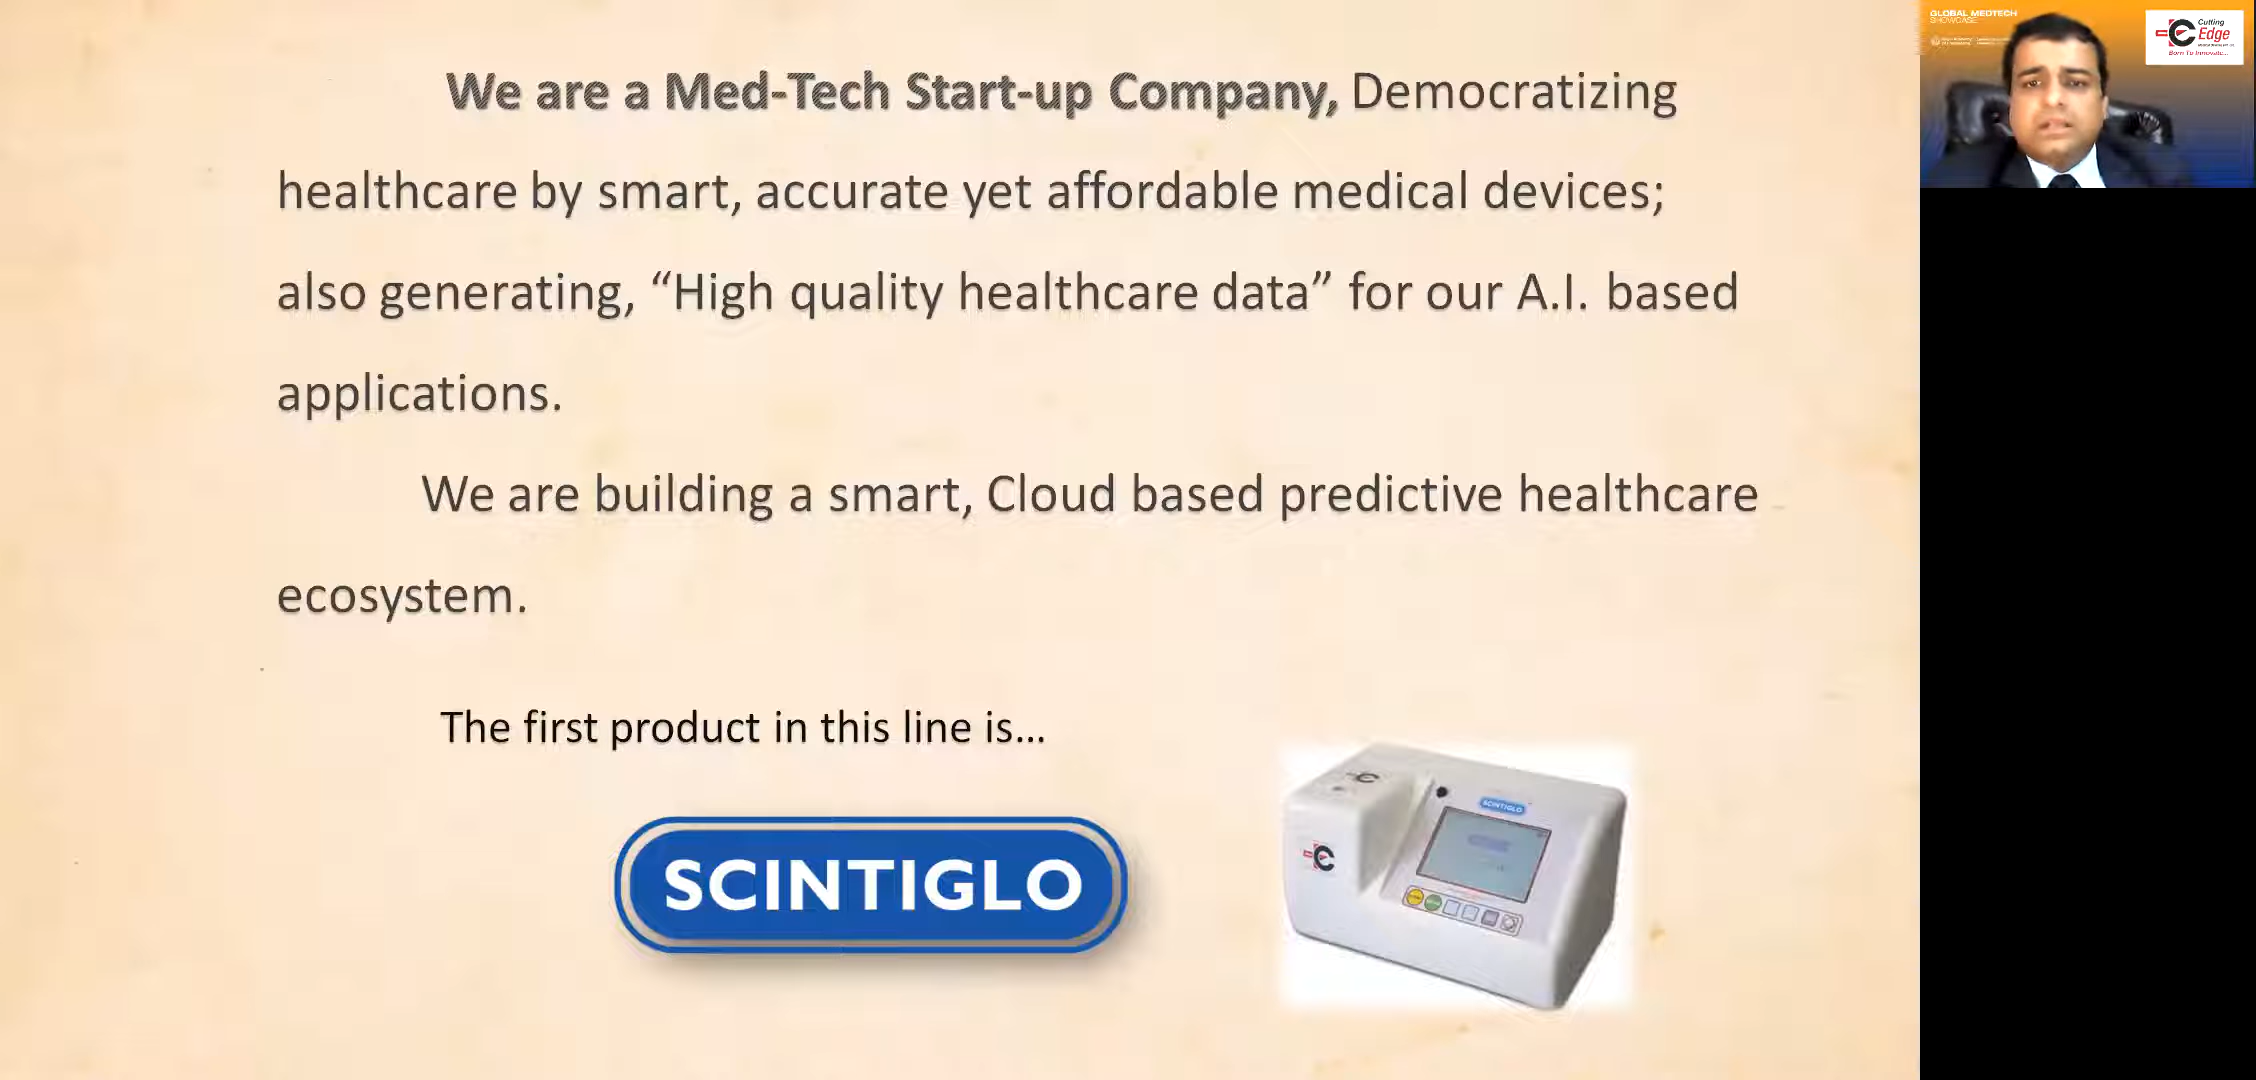 We are a Med-Tech Start-up Company, Democratizing
healthcare by smart, accurate yet affordable medical devices;
also generating, “High quality healthcare data” for our A.I. based
applications.
We are building a smart, Cloud based predictive healthcare
ecosystem.
The first product in this line is...
SCINTIGLO
SCINTIGLO
GLOBAL MEDTECH
SHOWCASE
Cutting
Edge
Born To Innovate...